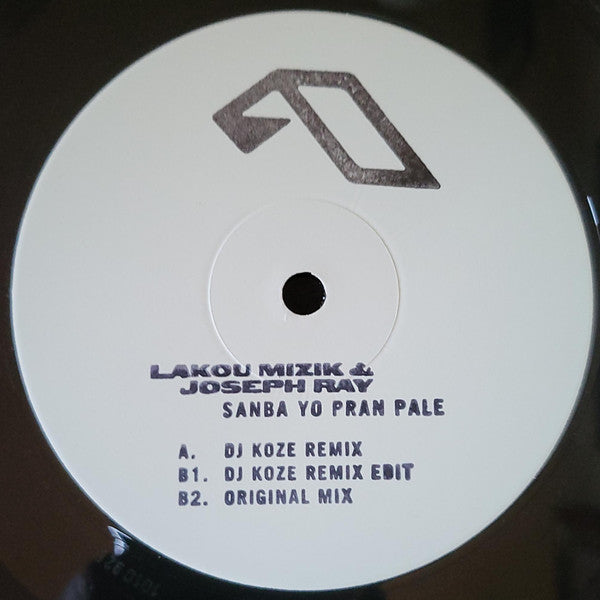 LAKOU MIZIK &
JOSEPH RAY
SANBA YO PRAN PALE
A. DJ KOZE REMIX
B1. DJ KOZE REMIX EDIT
B2. ORIGINAL MIX